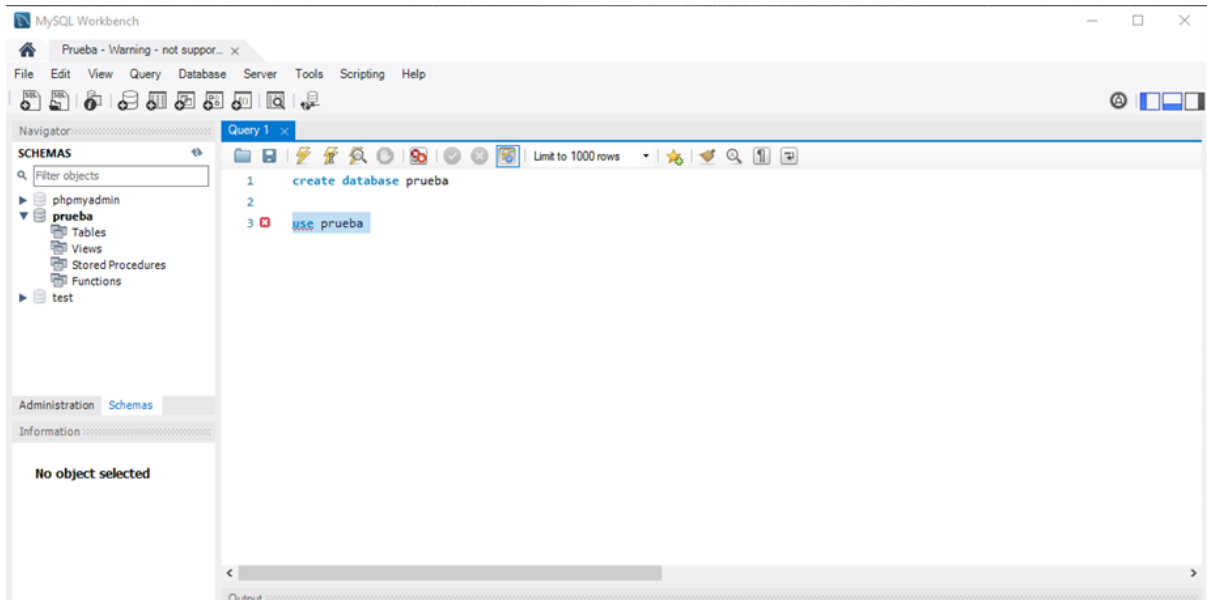 MySQL Workbench
Prueba - Warning - not suppor...
File Edit View Query Database Server Tools Scripting Help
Navigator
SCHEMAS
Filter objects
phpmyadmin
prueba
Tables
Views
Stored Procedures
Functions
test
Administration Schemas
Information
No object selected
Query 1
Limit to 1000 rows
1 create database prueba
2
3 use prueba
Output